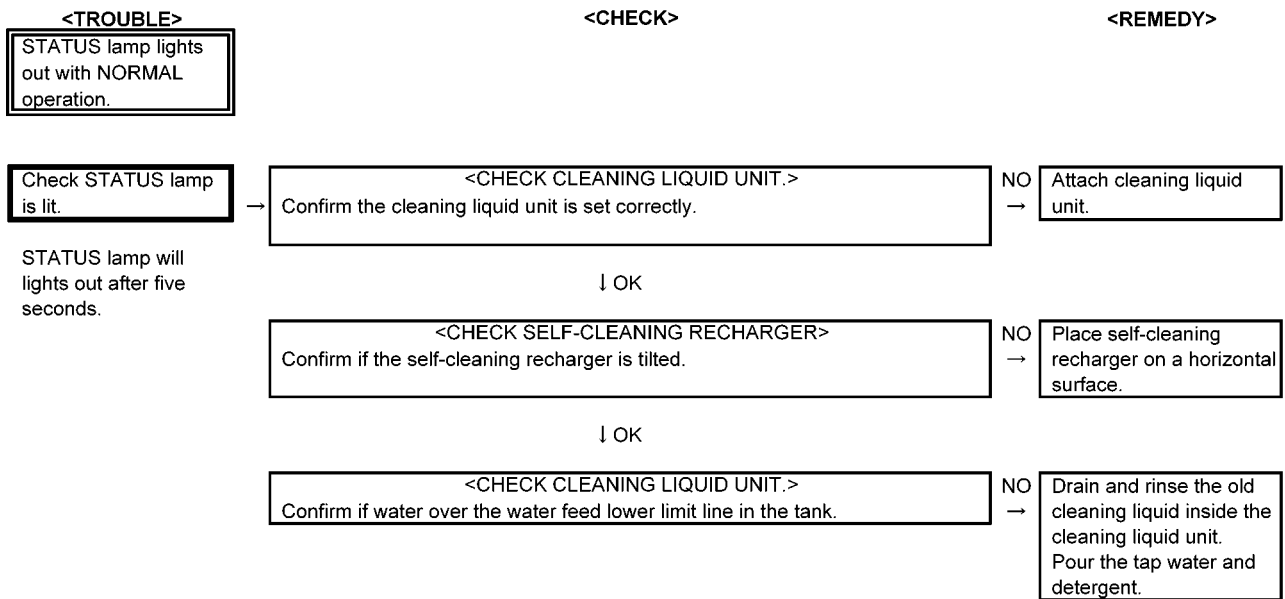 <TROUBLE>
<CHECK>
<REMEDY>
STATUS lamp lights
out with NORMAL
operation.
Check STATUS lamp
is lit.
STATUS lamp will
lights out after five
seconds.
→
<CHECK CLEANING LIQUID UNIT.>
Confirm the cleaning liquid unit is set correctly.
NO
→
Attach cleaning liquid
unit.
↓ OK
<CHECK SELF-CLEANING RECHARGER>
Confirm if the self-cleaning recharger is tilted.
NO
→
Place self-cleaning
recharger on a horizontal
surface.
↓ OK
<CHECK CLEANING LIQUID UNIT.>
Confirm if water over the water feed lower limit line in the tank.
NO
→
Drain and rinse the old
cleaning liquid inside the
cleaning liquid unit.
Pour the tap water and
detergent.